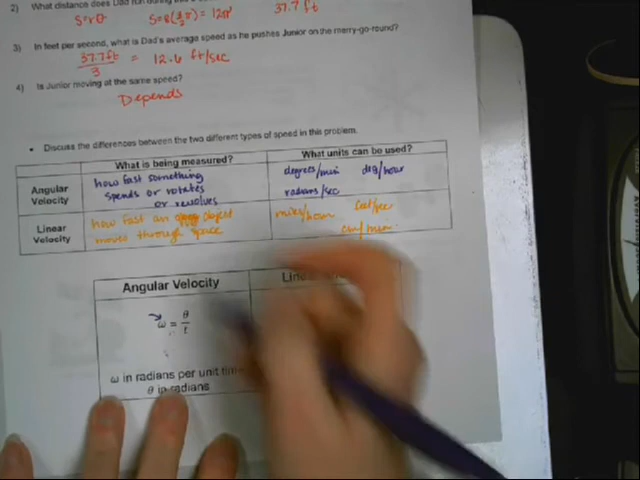 2) What distance does Dad run during
S=rθ S=8(3/2 π) = 12π 37.7 ft
3) In feet per second, what is Dad's average speed as he pushes Junior on the merry-go-round?
37.7 ft / 3 = 12.6 ft/sec
4) Is Junior moving at the same speed?
Depends
• Discuss the differences between the two different types of speed in this problem.
What is being measured? What units can be used?
Angular Velocity
how fast something
spends or rotates
or revolves
degrees/min deg/hour
radians/sec
Linear Velocity
how fast an object
moves through space
miles/hour feet/sec
cm/min
Angular Velocity
ω = θ/t
ω in radians per unit
θ in radians